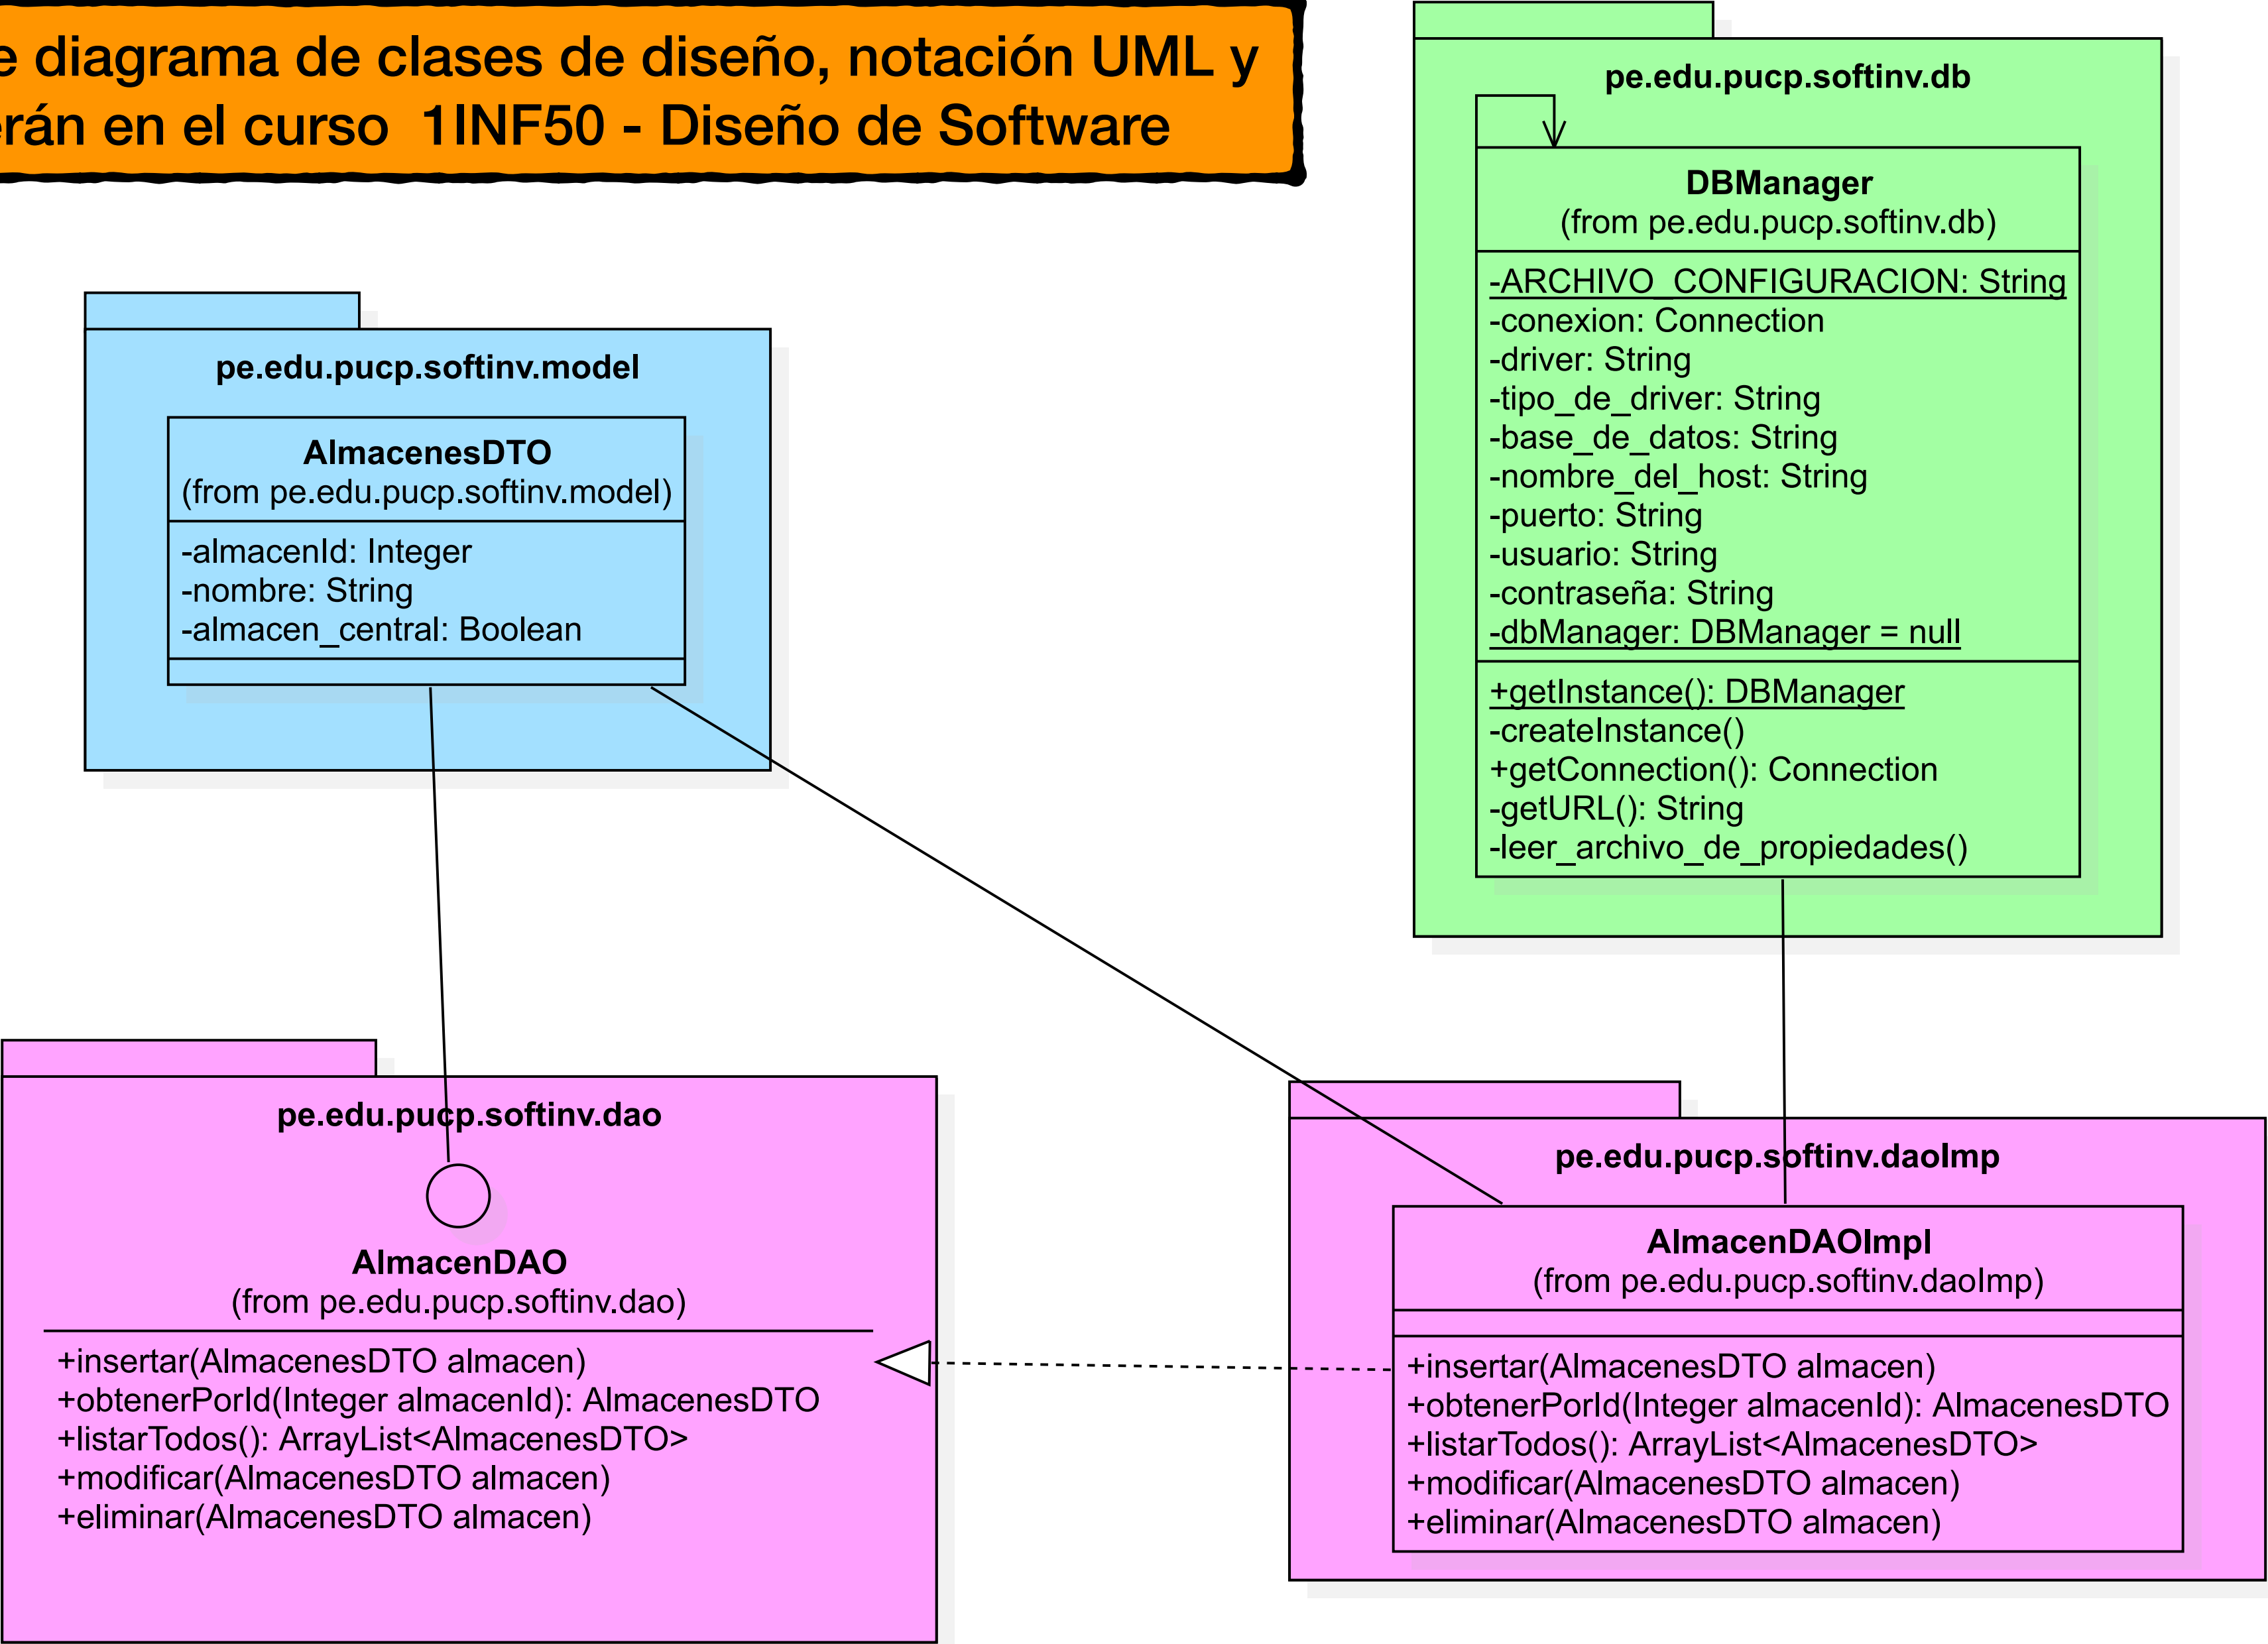 e diagrama de clases de diseño, notación UML y
erán en el curso 1INF50 - Diseño de Software
pe.edu.pucp.softinv.db
DBManager
(from pe.edu.pucp.softinv.db)
-ARCHIVO_CONFIGURACION: String
-conexion: Connection
-driver: String
-tipo_de_driver: String
-base_de_datos: String
-nombre_del_host: String
-puerto: String
-usuario: String
-contraseña: String
-dbManager: DBManager = null
+getInstance(): DBManager
-createInstance()
+getConnection(): Connection
-getURL(): String
-leer_archivo_de_propiedades()
pe.edu.pucp.softinv.model
AlmacenesDTO
(from pe.edu.pucp.softinv.model)
-almacenId: Integer
-nombre: String
-almacen_central: Boolean
pe.edu.pucp.softinv.dao
AlmacenDAO
(from pe.edu.pucp.softinv.dao)
+insertar(AlmacenesDTO almacen)
+obtenerPorId(Integer almacenId): AlmacenesDTO
+listarTodos(): ArrayList<AlmacenesDTO>
+modificar(AlmacenesDTO almacen)
+eliminar(AlmacenesDTO almacen)
pe.edu.pucp.softinv.daoImp
AlmacenDAOImpl
(from pe.edu.pucp.softinv.daoImp)
+insertar(AlmacenesDTO almacen)
+obtenerPorId(Integer almacenId): AlmacenesDTO
+listarTodos(): ArrayList<AlmacenesDTO>
+modificar(AlmacenesDTO almacen)
+eliminar(AlmacenesDTO almacen)